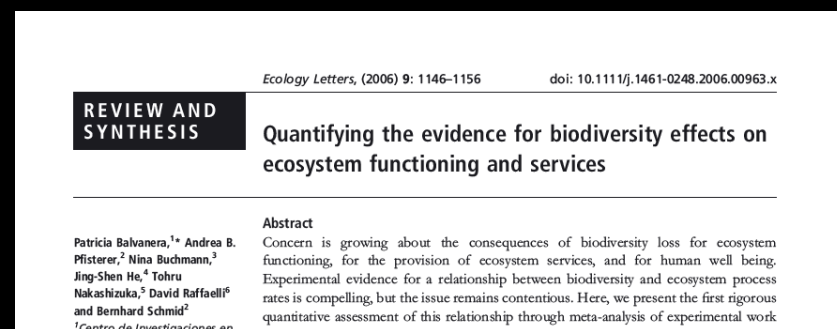 Ecology Letters, (2006) 9: 1146–1156 doi: 10.1111/j.1461-0248.2006.00963.x
REVIEW AND
SYNTHESIS
Quantifying the evidence for biodiversity effects on
ecosystem functioning and services
Patricia Balvanera,1* Andrea B.
Pfisterer,2 Nina Buchmann,3
Jing-Shen He,4 Tohru
Nakashizuka,5 David Raffaelli6
and Bernhard Schmid2
1Centro de Investigaciones en
Abstract
Concern is growing about the consequences of biodiversity loss for ecosystem
functioning, for the provision of ecosystem services, and for human well being.
Experimental evidence for a relationship between biodiversity and ecosystem process
rates is compelling, but the issue remains contentious. Here, we present the first rigorous
quantitative assessment of this relationship through meta-analysis of experimental work